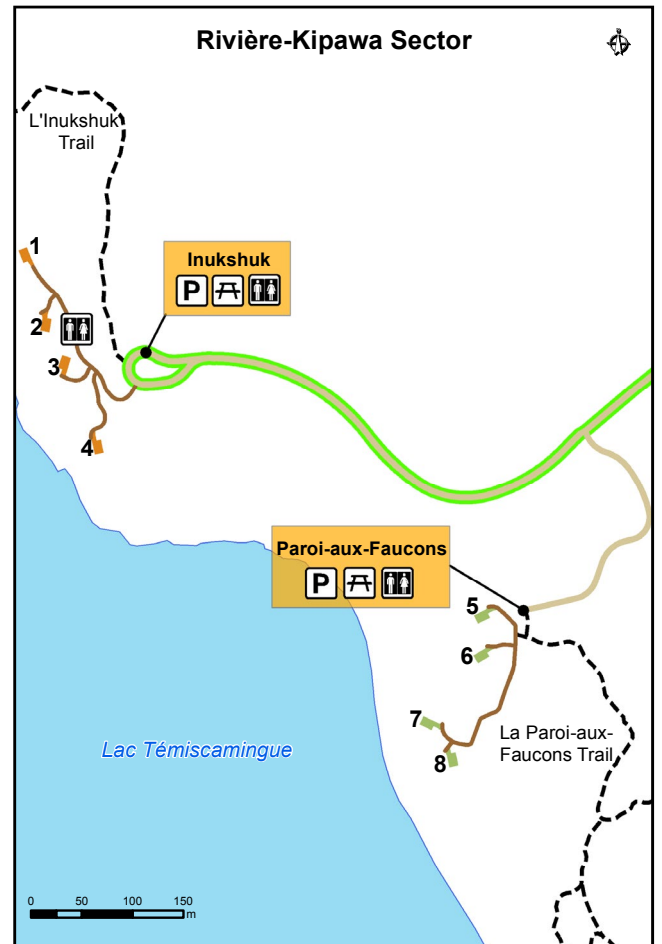 Rivière-Kipawa Sector
L'Inukshuk
Trail
1
Inukshuk
P
2
3
4
Paroi-aux-Faucons
P
5
6
7
La Paroi-aux-
Faucons Trail
8
Lac Témiscamingue
0 50 100 150
m